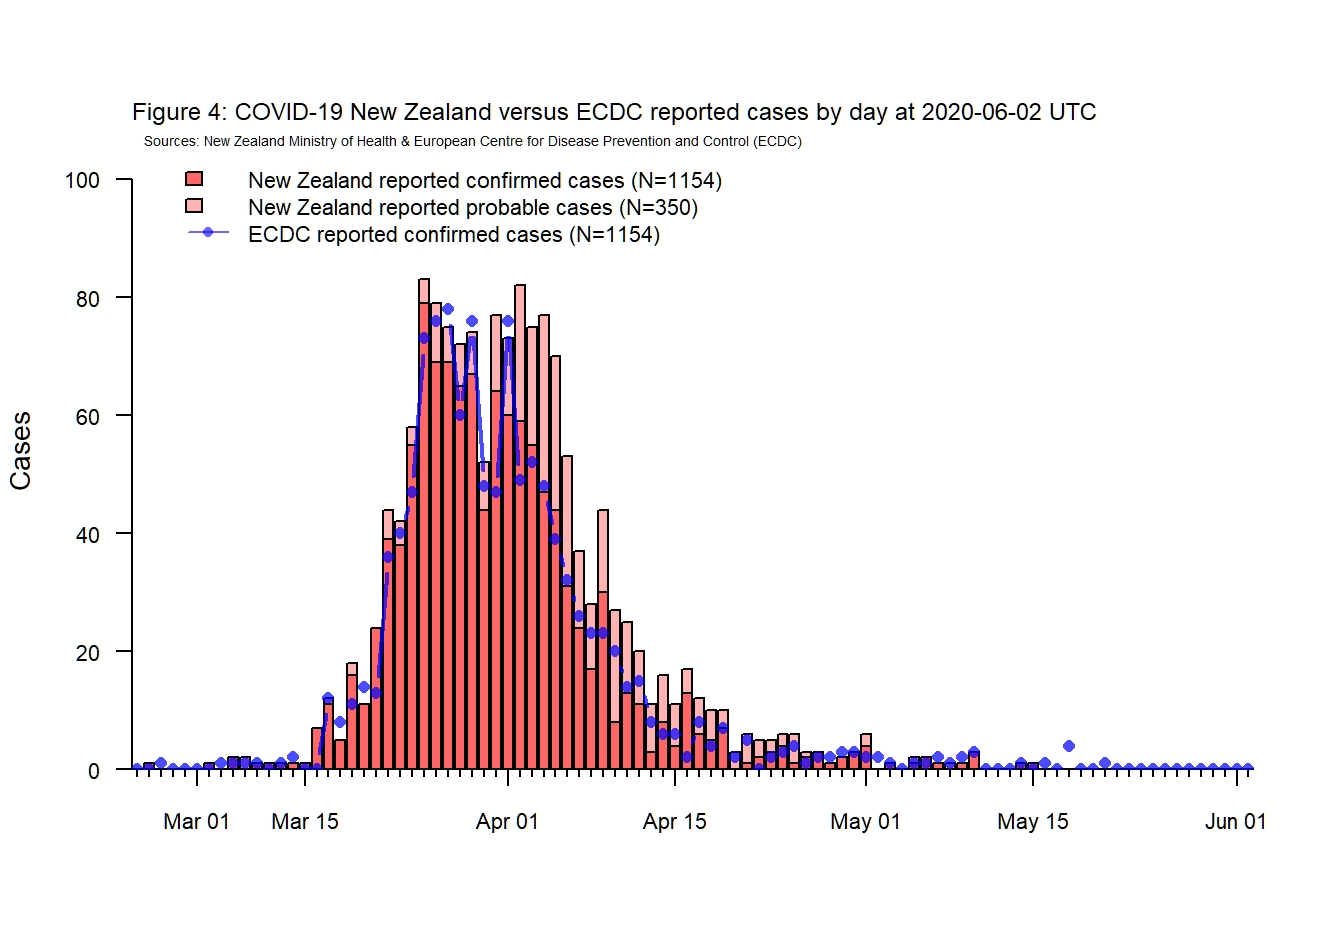 Figure 4: COVID-19 New Zealand versus ECDC reported cases by day at 2020-06-02 UTC
Sources: New Zealand Ministry of Health & European Centre for Disease Prevention and Control (ECDC)
New Zealand reported confirmed cases (N=1154)
New Zealand reported probable cases (N=350)
ECDC reported confirmed cases (N=1154)
Cases
100
80
60
40
20
0
Mar 01 Mar 15 Apr 01 Apr 15 May 01 May 15 Jun 01